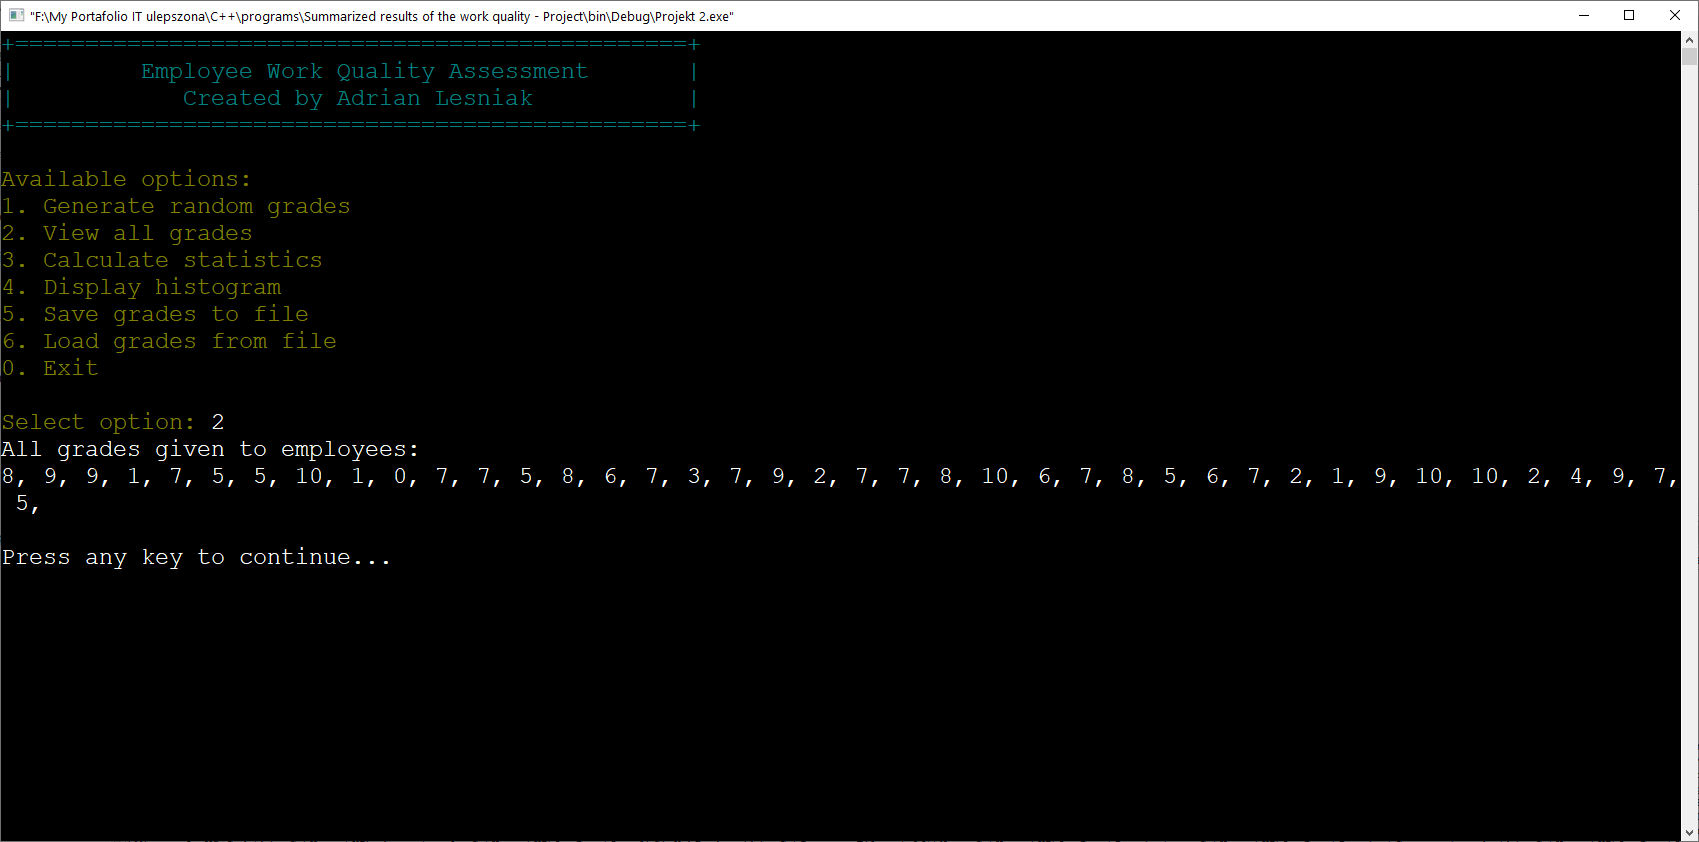 "F:\My Portafolio IT ulepszona\C++\programs\Summarized results of the work quality - Project\bin\Debug\Projekt 2.exe"
+================================================+
|         Employee Work Quality Assessment       |
|            Created by Adrian Lesniak           |
+================================================+
Available options:
1. Generate random grades
2. View all grades
3. Calculate statistics
4. Display histogram
5. Save grades to file
6. Load grades from file
0. Exit
Select option: 2
All grades given to employees:
8, 9, 9, 1, 7, 5, 5, 10, 1, 0, 7, 7, 5, 8, 6, 7, 3, 7, 9, 2, 7, 7, 8, 10, 6, 7, 8, 5, 6, 7, 2, 1, 9, 10, 10, 2, 4, 9, 7,
5,
Press any key to continue...